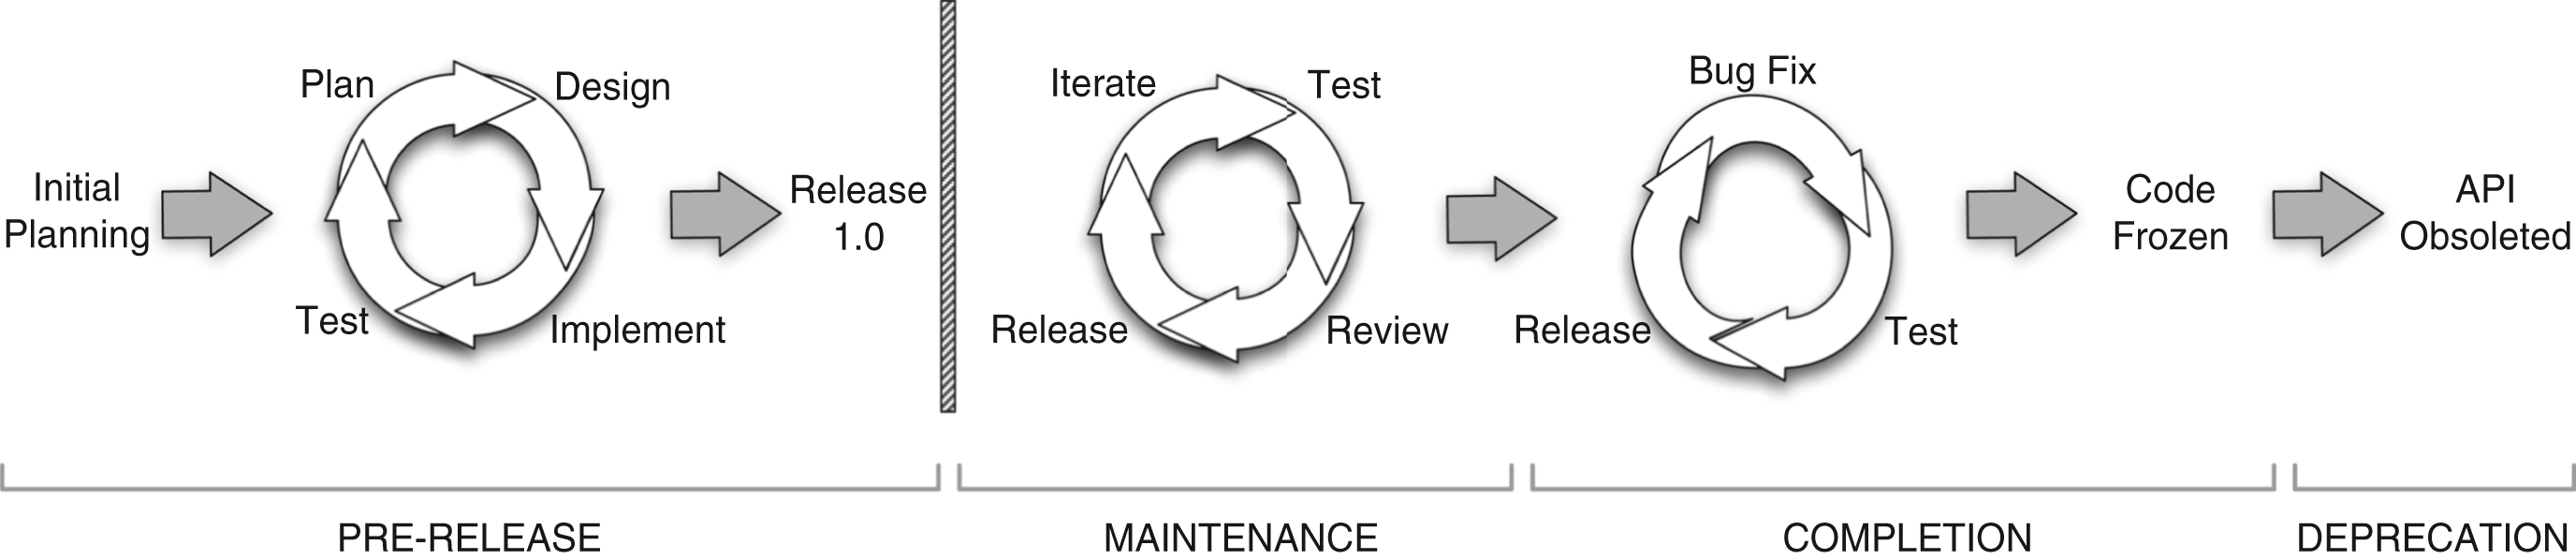 Initial
Planning
Plan
Design
Implement
Test
Release
1.0
Iterate
Test
Review
Release
Bug Fix
Test
Release
Code
Frozen
API
Obsoleted
PRE-RELEASE
MAINTENANCE
COMPLETION
DEPRECATION